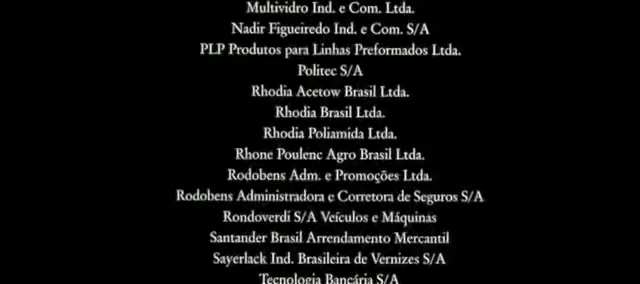 Multividro Ind. e Com. Ltda.
Nadir Figueiredo Ind. e Com. S/A
PLP Produtos para Linhas Preformados Ltda.
Politec S/A
Rhodia Acetow Brasil Ltda.
Rhodia Brasil Ltda.
Rhodia Poliamida Ltda.
Rhone Poulenc Agro Brasil Ltda.
Rodobens Adm. e Promoções Ltda.
Rodobens Administradora e Corretora de Seguros S/A
Rondoverdi S/A Veículos e Máquinas
Santander Brasil Arrendamento Mercantil
Sayerlack Ind. Brasileira de Vernizes S/A
Tecnologia Bancária S/A